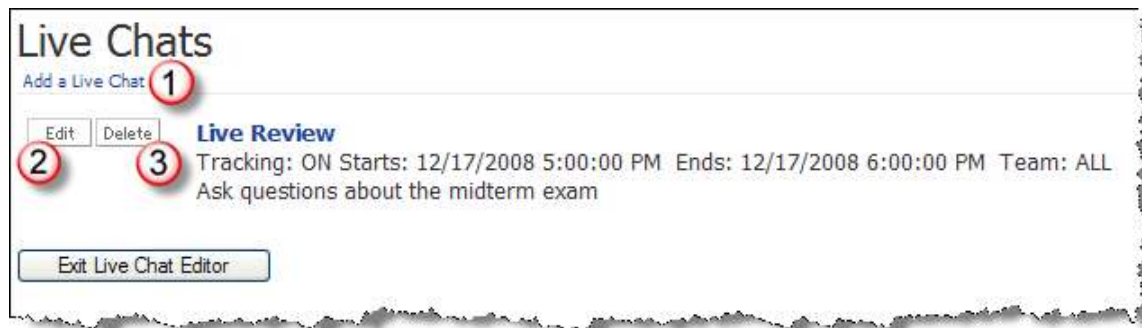 Live Chats
Add a Live Chat 1
Edit Delete Live Review
2 3 Tracking: ON Starts: 12/17/2008 5:00:00 PM Ends: 12/17/2008 6:00:00 PM Team: ALL
Ask questions about the midterm exam
Exit Live Chat Editor